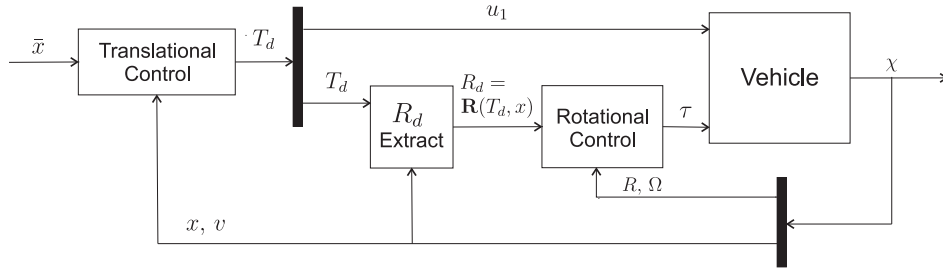 x̄
Translational
Control
T_d
u_1
T_d
R_d
Extract
R_d =
R(T_d, x)
Rotational
Control
τ
Vehicle
χ
R, Ω
x, v